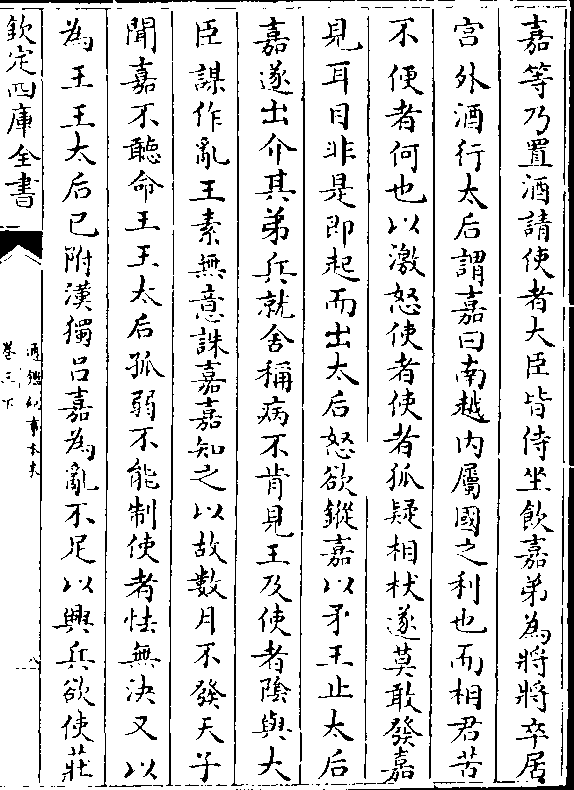 嘉等乃置酒請使者大臣皆侍坐飲嘉弟為將將卒居
宫外酒行太后謂嘉曰南越内屬國之利也而相君苦
不便者何也以激怒使者使者狐疑相杖遂莫敢發嘉
見耳目非是即起而出太后怒欲鏦嘉以矛王止太后
嘉遂出介其弟兵就舍稱病不肯見王及使者陰與大
臣謀作亂王素無意誅嘉嘉知之以故數月不發天子
聞嘉不聽命王王太后孤弱不能制使者怯無決又以
為王王太后已附漢獨吕嘉為亂不足以興兵欲使莊
欽定四庫全書
通鑑紀事本末
卷三下